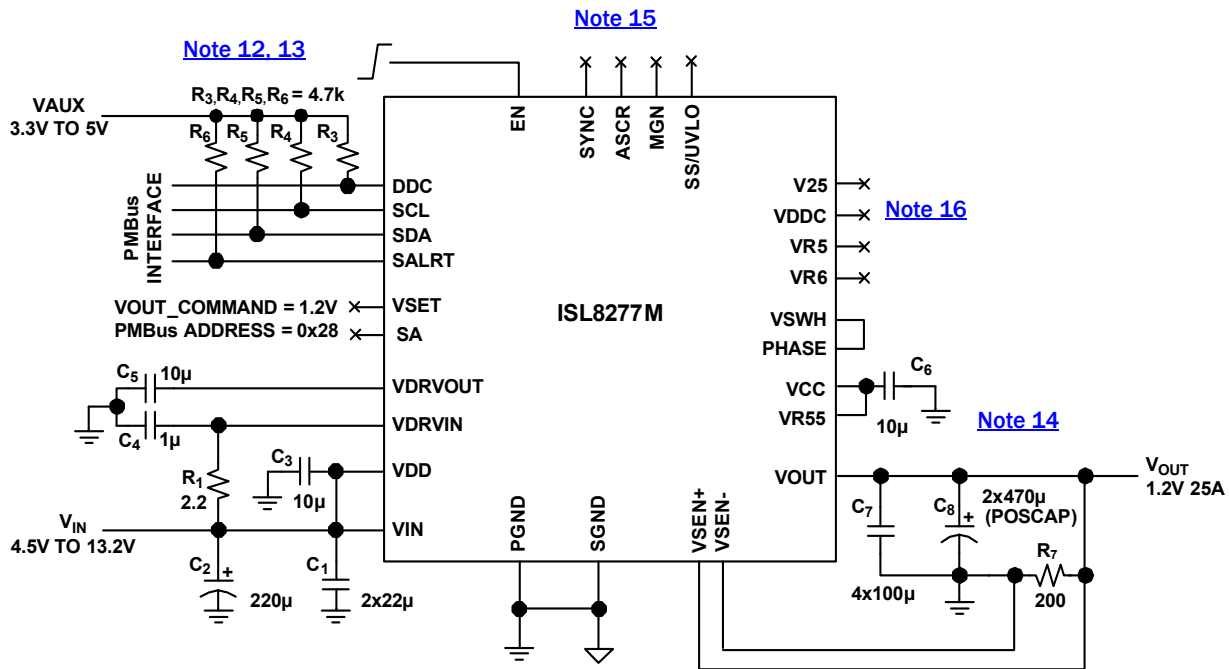 Note 15
Note 12, 13
VAUX
3.3V TO 5V
R3,R4,R5,R6 = 4.7k
R6
R5
R4
R3
EN
SYNC
ASCR
MGN
SS/UVLO
PMBus
INTERFACE
DDC
SCL
SDA
SALRT
V25
VDDC
Note 16
VR5
VR6
VOUT_COMMAND = 1.2V
VSET
PMBus ADDRESS = 0x28
SA
ISL8277M
VSWH
PHASE
C5
10µ
VDRVOUT
VCC
C6
VR55
10µ
C4
1µ
VDRVIN
Note 14
R1
2.2
C3
10µ
VDD
VOUT
VOUT
1.2V 25A
VIN
4.5V TO 13.2V
VIN
PGND
SGND
VSEN+
VSEN-
C7
C8
2x470µ
(POSCAP)
C2
220µ
C1
2x22µ
4x100µ
R7
200